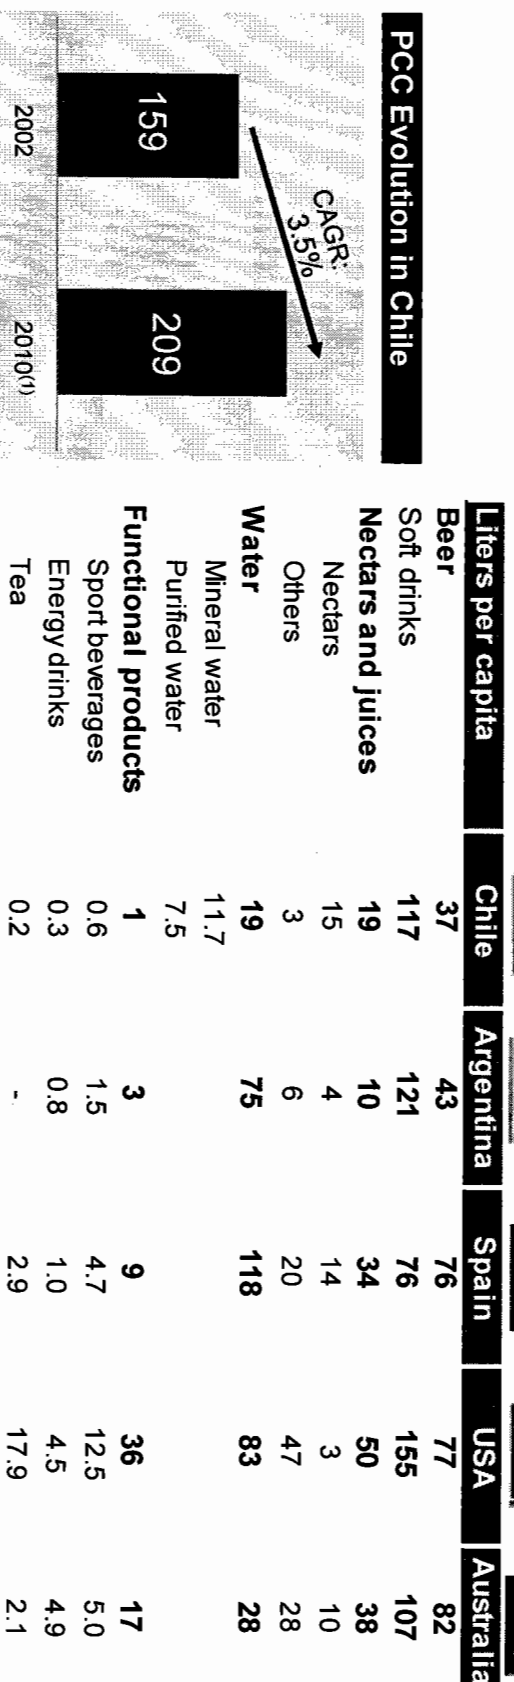 PCC Evolution in Chile
CAGR:
3.5%
159
209
2002
2010(1)
Liters per capita Chile Argentina Spain USA Australia
Beer 37 43 76 77 82
Soft drinks 117 121 76 155 107
Nectars and juices 19 10 34 50 38
Nectars 15 4 14 3 10
Others 3 6 20 47 28
Water 19 75 118 83 28
Mineral water 11.7
Purified water 7.5
Functional products 1 3 9 36 17
Sport beverages 0.6 1.5 4.7 12.5 5.0
Energy drinks 0.3 0.8 1.0 4.5 4.9
Tea 0.2 - 2.9 17.9 2.1